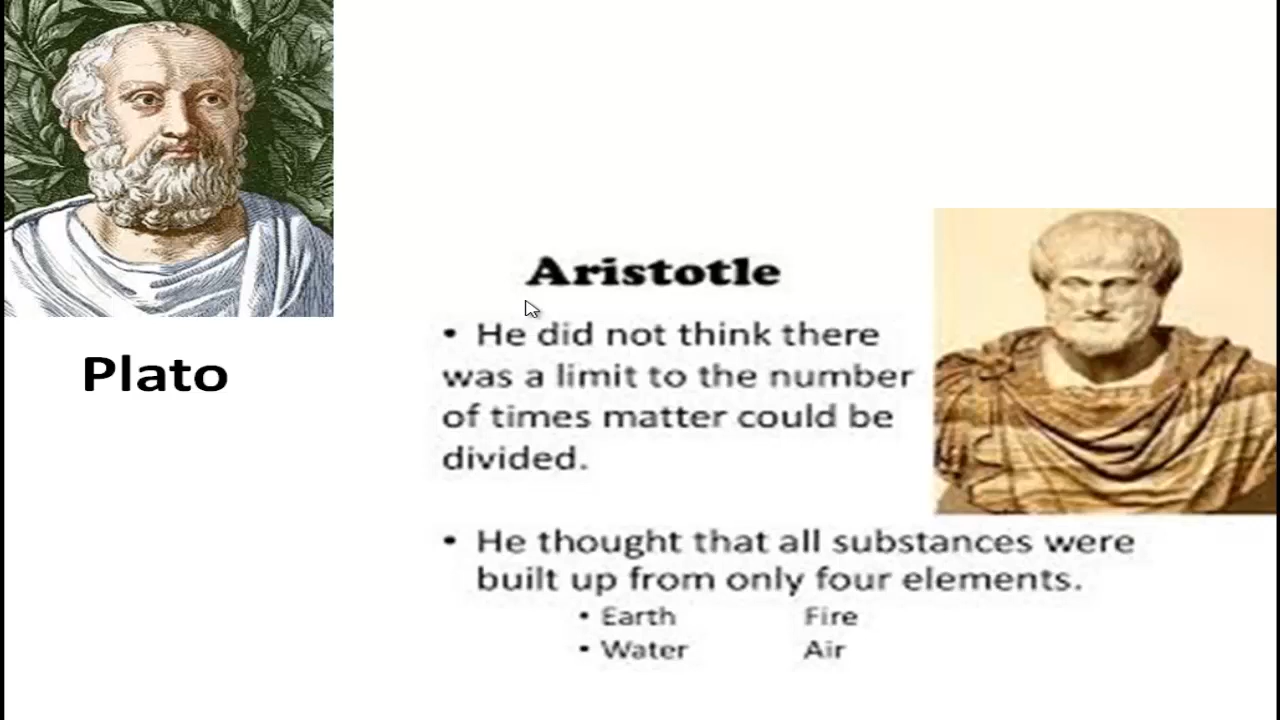 Plato
Aristotle
• He did not think there
was a limit to the number
of times matter could be
divided.
• He thought that all substances were
built up from only four elements.
• Earth Fire
• Water Air